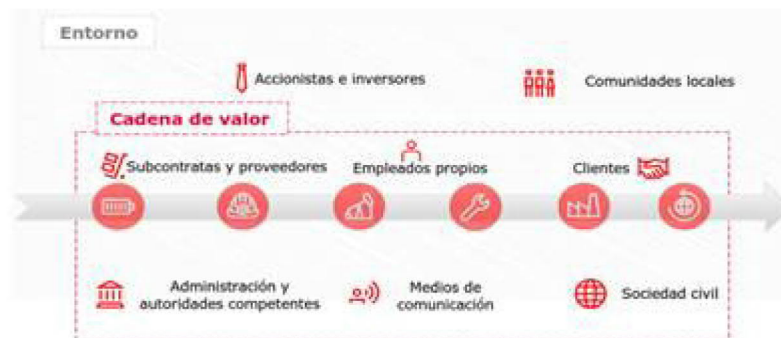 Entorno
Accionistas e inversores
Comunidades locales
Cadena de valor
Subcontratas y proveedores
Empleados propios
Clientes
Administración y
autoridades competentes
Medios de
comunicación
Sociedad civil